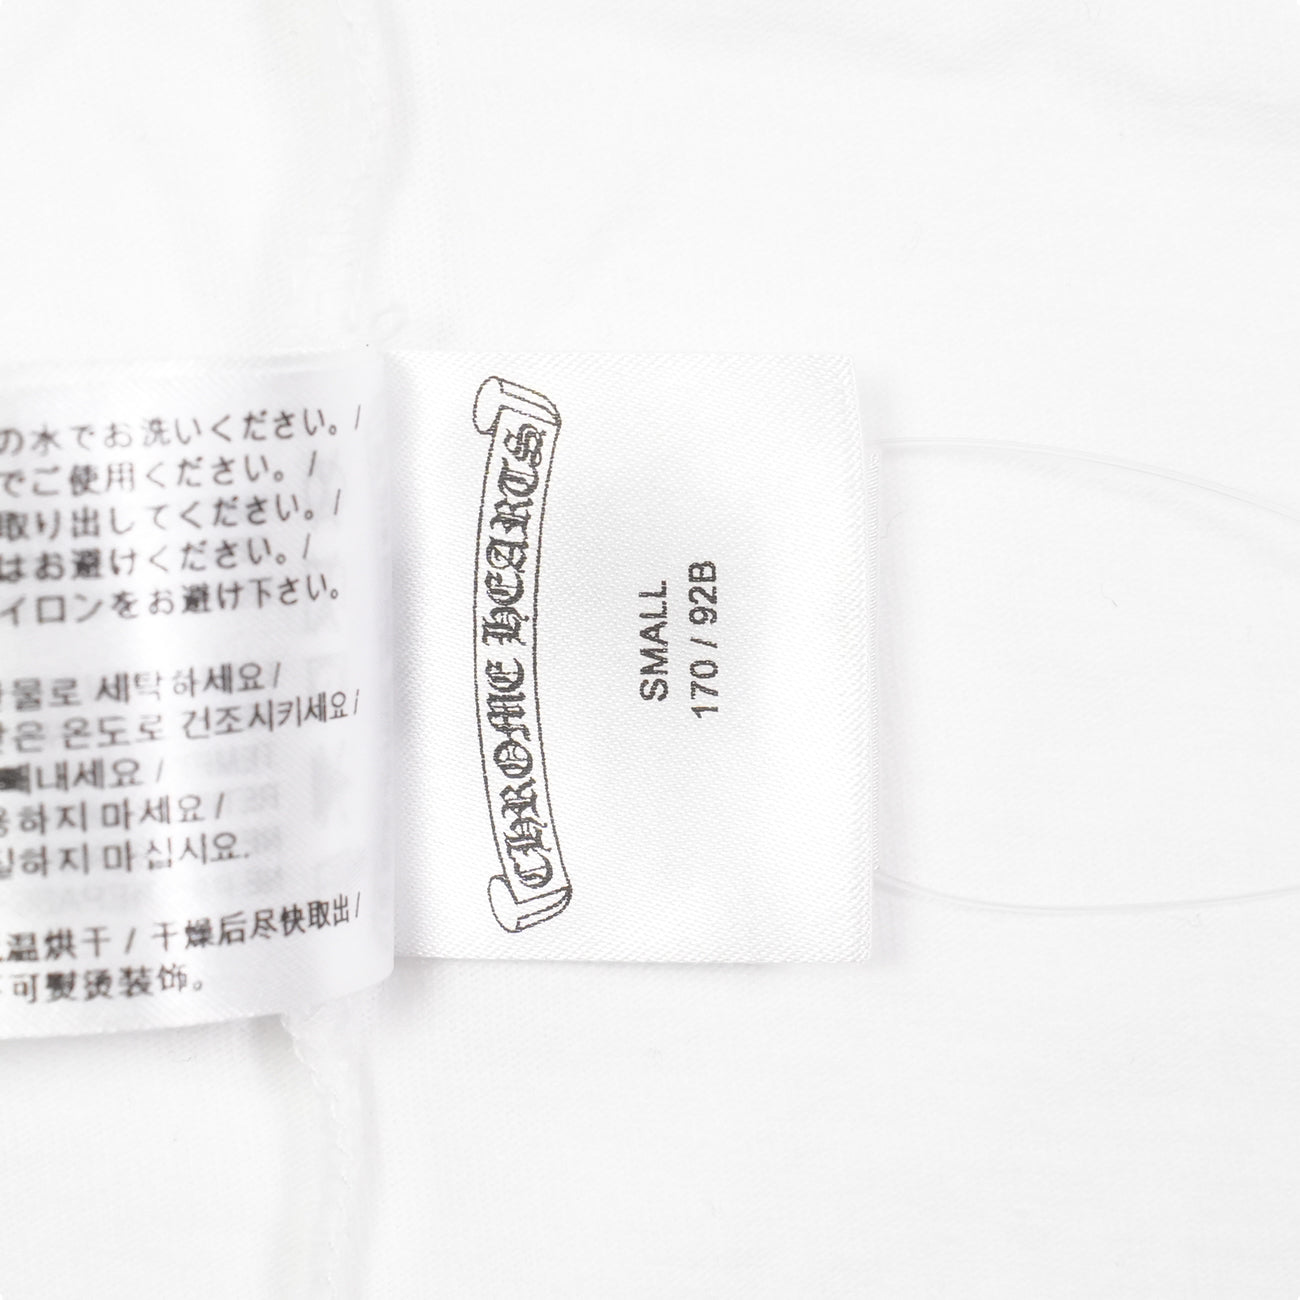 の水でお洗いください。/
でご使用ください。/
取り出してください。/
はお避けください。/
イロンをお避け下さい。
물로 세탁하세요/
은 온도로 건조시키세요/
빼내세요 /
하지 마세요 /
하지 마십시요.
温烘干 / 干燥后尽快取出/
可熨烫装饰。
CHROME HEARTS
SMALL
170 / 92B